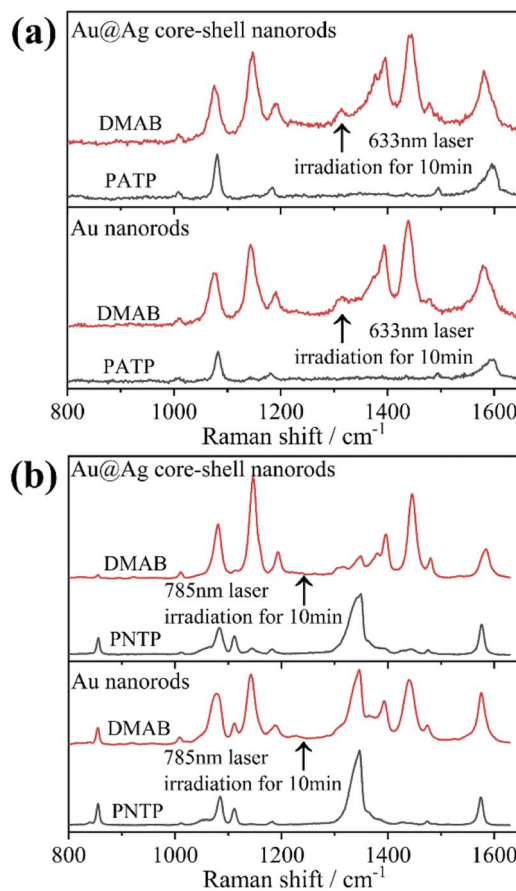 (a)
Au@Ag core-shell nanorods
DMAB
633nm laser
irradiation for 10min
PATP
Au nanorods
DMAB
633nm laser
irradiation for 10min
PATP
800 1000 1200 1400 1600
Raman shift / cm⁻¹
(b)
Au@Ag core-shell nanorods
DMAB
785nm laser
irradiation for 10min
PNTP
Au nanorods
DMAB
785nm laser
irradiation for 10min
PNTP
800 1000 1200 1400 1600
Raman shift / cm⁻¹